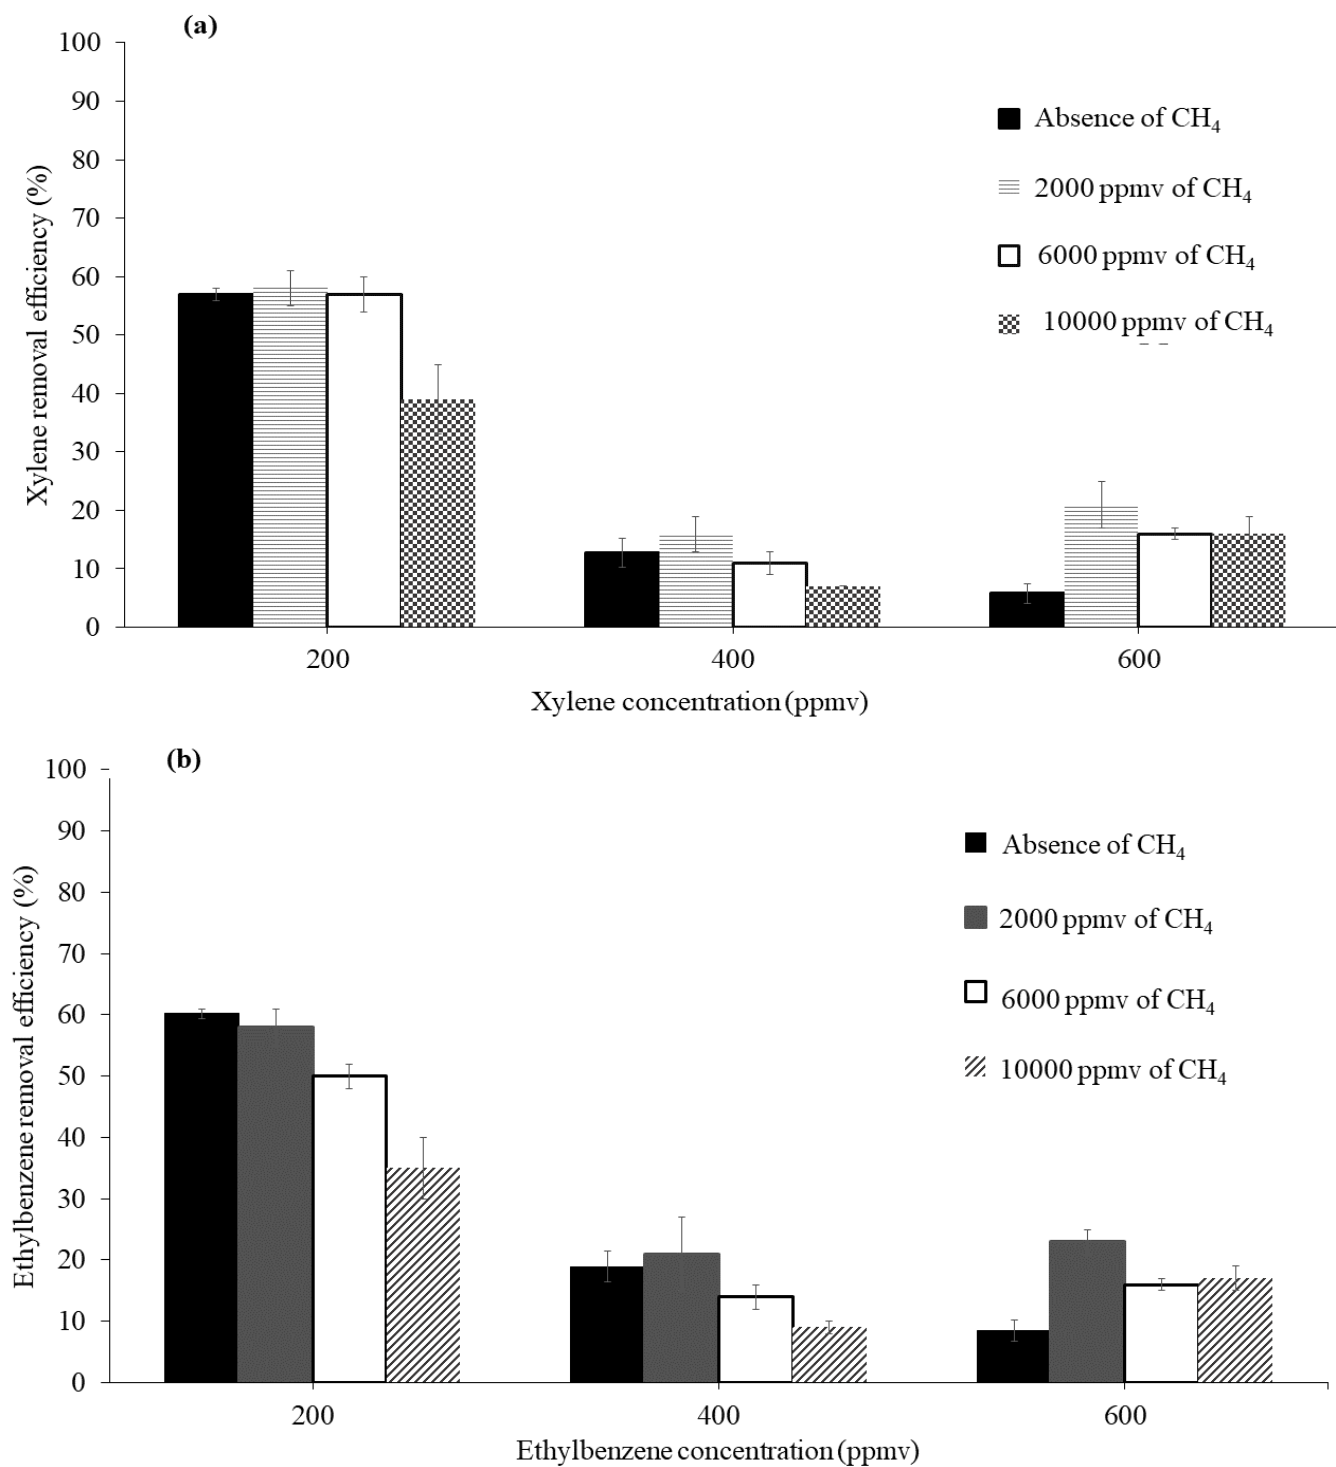 (a)
100
90
80
70
60
50
40
30
20
10
0
Xylene removal efficiency (%)
Absence of CH₄
2000 ppmv of CH₄
6000 ppmv of CH₄
10000 ppmv of CH₄
200 400 600
Xylene concentration (ppmv)
(b)
100
90
80
70
60
50
40
30
20
10
0
Ethylbenzene removal efficiency (%)
Absence of CH₄
2000 ppmv of CH₄
6000 ppmv of CH₄
10000 ppmv of CH₄
200 400 600
Ethylbenzene concentration (ppmv)